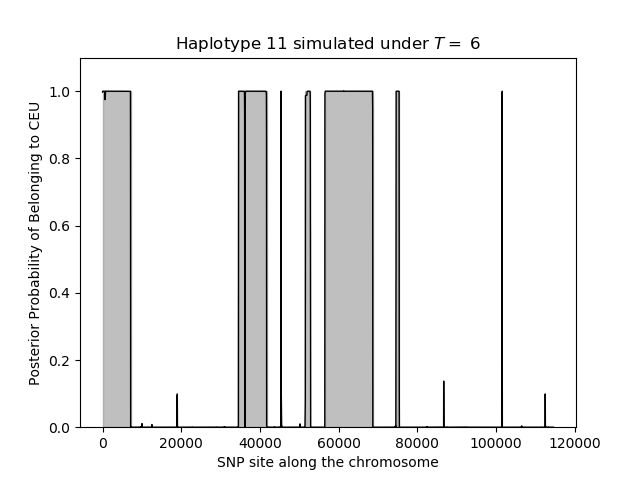 Haplotype 11 simulated under T = 6
Posterior Probability of Belonging to CEU
1.0
0.8
0.6
0.4
0.2
0.0
0 20000 40000 60000 80000 100000 120000
SNP site along the chromosome